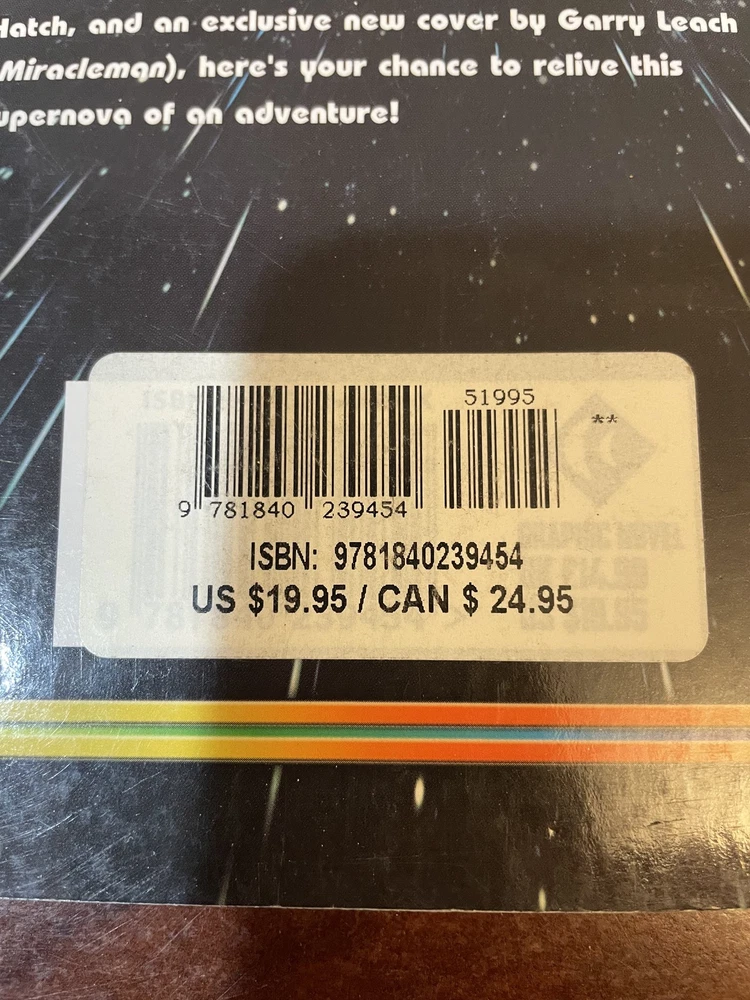 Hatch, and an exclusive new cover by Garry Leach
Miracleman), here's your chance to relive this
upernova of an adventure!
51995
**
9 781840 239454
ISBN: 9781840239454
US $19.95 / CAN $ 24.95